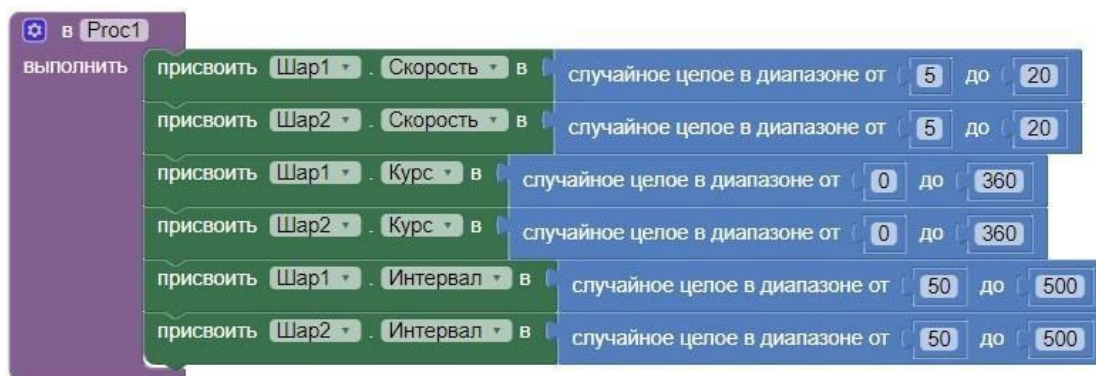 в Proc1
выполнить присвоить Шар1 . Скорость в случайное целое в диапазоне от 5 до 20
присвоить Шар2 . Скорость в случайное целое в диапазоне от 5 до 20
присвоить Шар1 . Курс в случайное целое в диапазоне от 0 до 360
присвоить Шар2 . Курс в случайное целое в диапазоне от 0 до 360
присвоить Шар1 . Интервал в случайное целое в диапазоне от 50 до 500
присвоить Шар2 . Интервал в случайное целое в диапазоне от 50 до 500